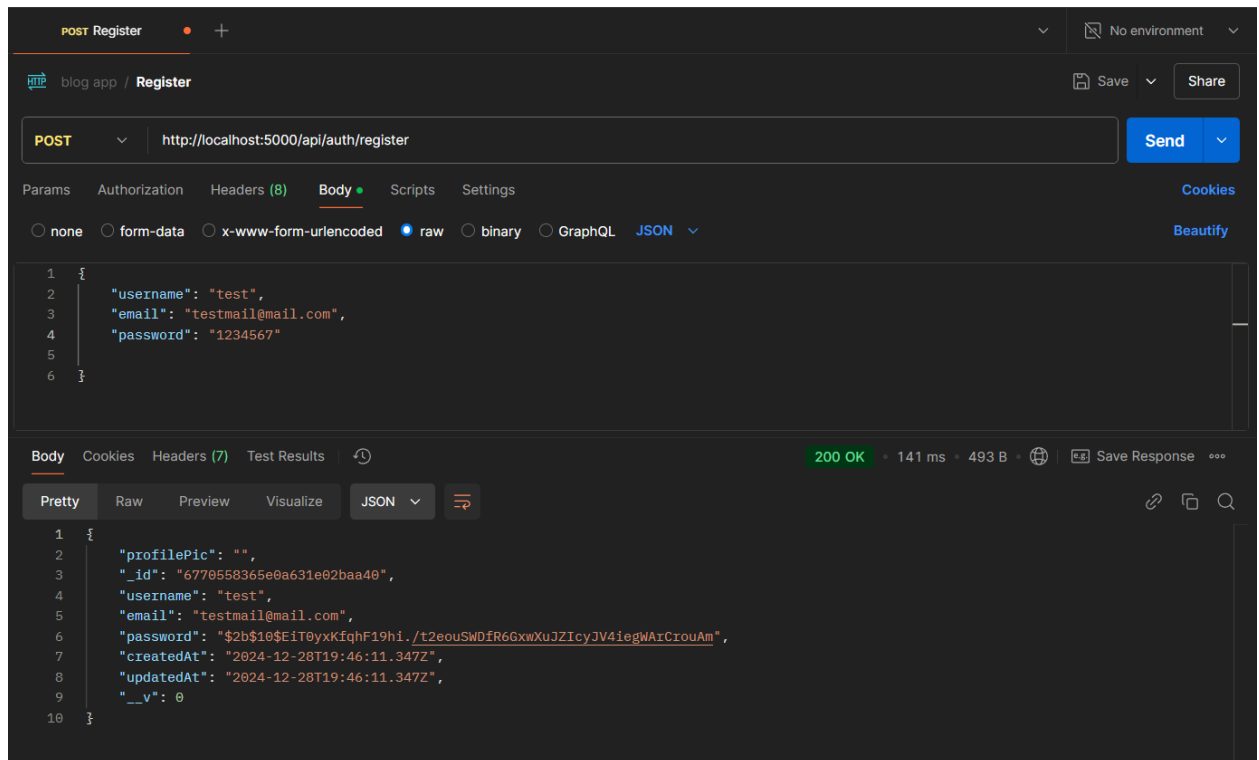 POST Register
No environment
HTTP blog app / Register Save Share
POST http://localhost:5000/api/auth/register Send
Params Authorization Headers (8) Body Scripts Settings Cookies
none form-data x-www-form-urlencoded raw binary GraphQL JSON Beautify
1 {
2 "username": "test",
3 "email": "testmail@mail.com",
4 "password": "1234567"
5
6 }
Body Cookies Headers (7) Test Results 200 OK 141 ms 493 B e.g. Save Response
Pretty Raw Preview Visualize JSON
1 {
2 "profilePic": "",
3 "_id": "6770558365e0a631e02baa40",
4 "username": "test",
5 "email": "testmail@mail.com",
6 "password": "$2b$10$EiT0yxKfqhF19hi./t2eouSWDfR6GxwXuJZIcyJV4iegWArCrouAm",
7 "createdAt": "2024-12-28T19:46:11.347Z",
8 "updatedAt": "2024-12-28T19:46:11.347Z",
9 "__v": 0
10 }